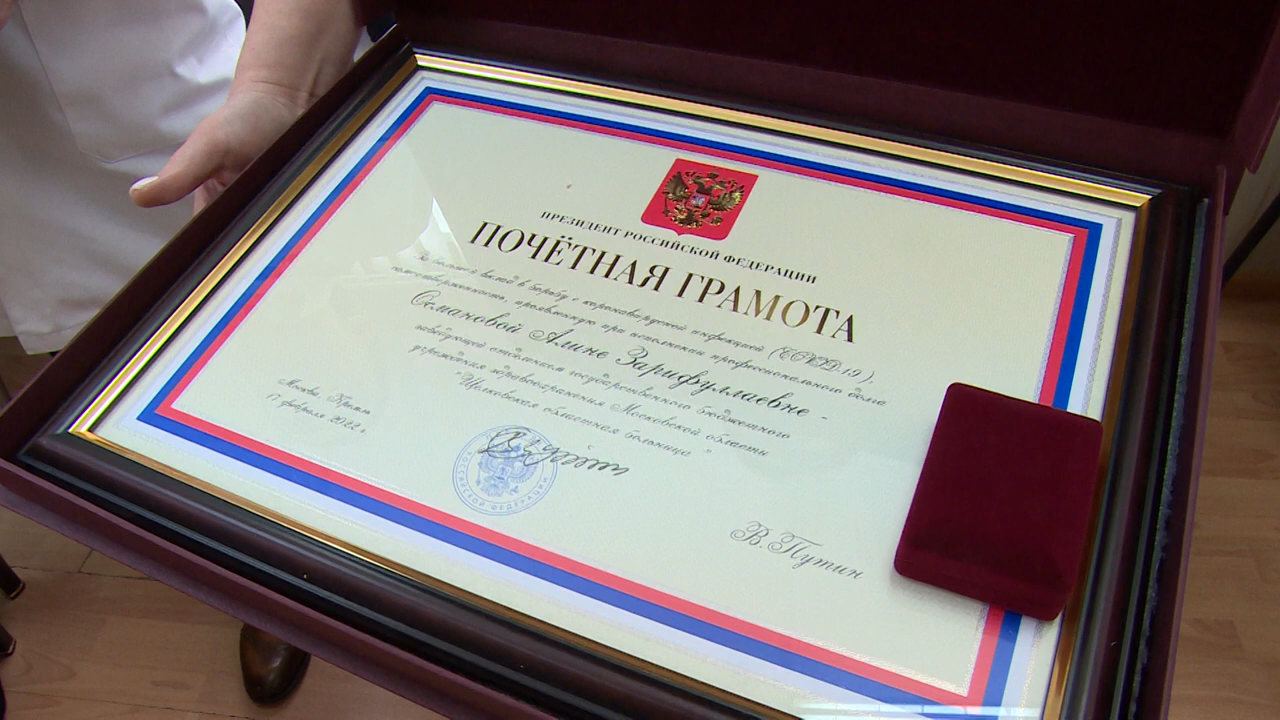 ПРЕЗИДЕНТ РОССИЙСКОЙ ФЕДЕРАЦИИ
ПОЧЁТНАЯ ГРАМОТА
За большой вклад в борьбу с коронавирусной инфекцией (COVID-19),
самоотверженность, проявленную при исполнении профессионального долга
Османовой Алине Зарифуллаевне -
заведующей отделением государственного бюджетного
учреждения здравоохранения Московской области
"Щелковская областная больница"
Москва, Кремль
17 февраля 2022 г.
РОССИЙСКОЙ ФЕДЕРАЦИИ
В. Путин